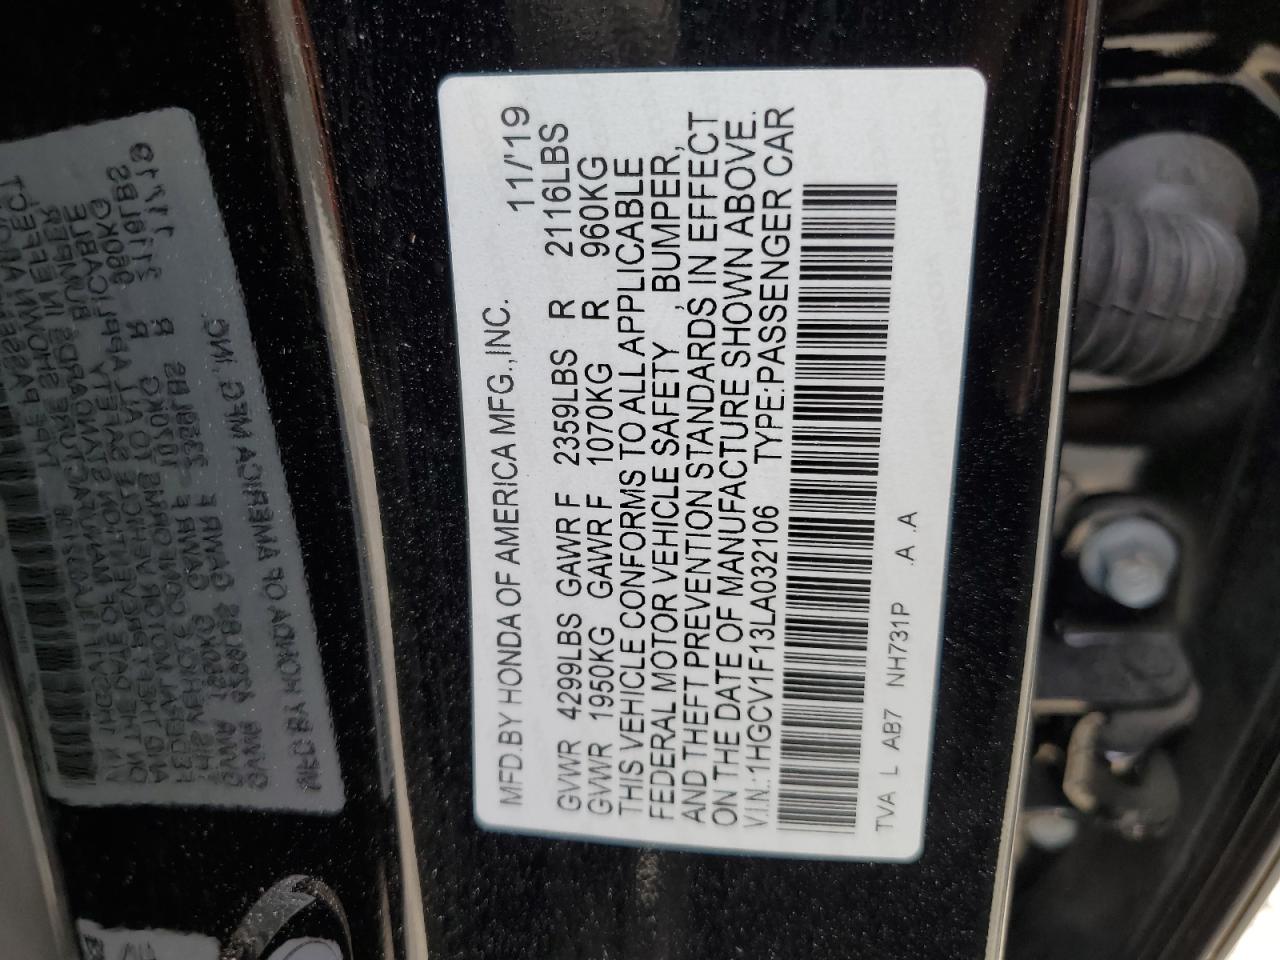 MFD.BY HONDA OF AMERICA MFG.,INC. 11/'19
GVWR 4299LBS GAWR F 2359LBS R 2116LBS
GVWR 1950KG GAWR F 1070KG R 960KG
THIS VEHICLE CONFORMS TO ALL APPLICABLE
FEDERAL MOTOR VEHICLE SAFETY, BUMPER,
AND THEFT PREVENTION STANDARDS IN EFFECT
ON THE DATE OF MANUFACTURE SHOWN ABOVE.
V.I.N.:1HGCV1F13LA032106 TYPE:PASSENGER CAR
TVA L AB7 NH731P .A .A